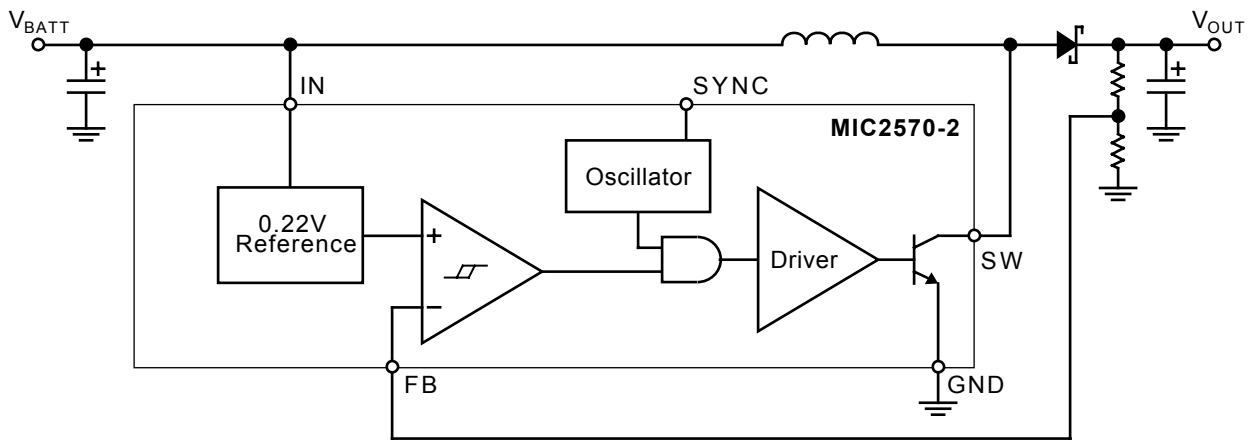 VBATT
VOUT
+
+
IN
SYNC
MIC2570-2
Oscillator
0.22V
Reference
+
−
Driver
SW
FB
GND